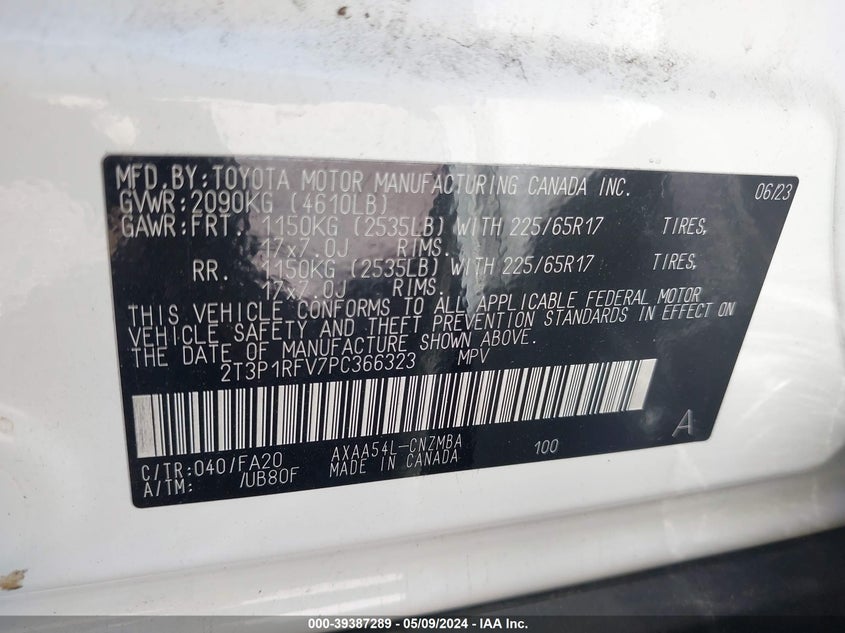 MFD.BY:TOYOTA MOTOR MANUFACTURING CANADA INC. 06/23
GVWR:2090KG (4610LB)
GAWR:FRT. 1150KG (2535LB) WITH 225/65R17 TIRES,
17x7.0J RIMS.
RR. 1150KG (2535LB) WITH 225/65R17 TIRES,
17x7.0J RIMS.
THIS VEHICLE CONFORMS TO ALL APPLICABLE FEDERAL MOTOR
VEHICLE SAFETY AND THEFT PREVENTION STANDARDS IN EFFECT ON
THE DATE OF MANUFACTURE SHOWN ABOVE.
2T3P1RFV7PC366323 MPV
C/TR:040/FA20 AXAA54L-CNZMBA 100 A
A/TM: /UB80F MADE IN CANADA
000-39387289 - 05/09/2024 - IAA Inc.